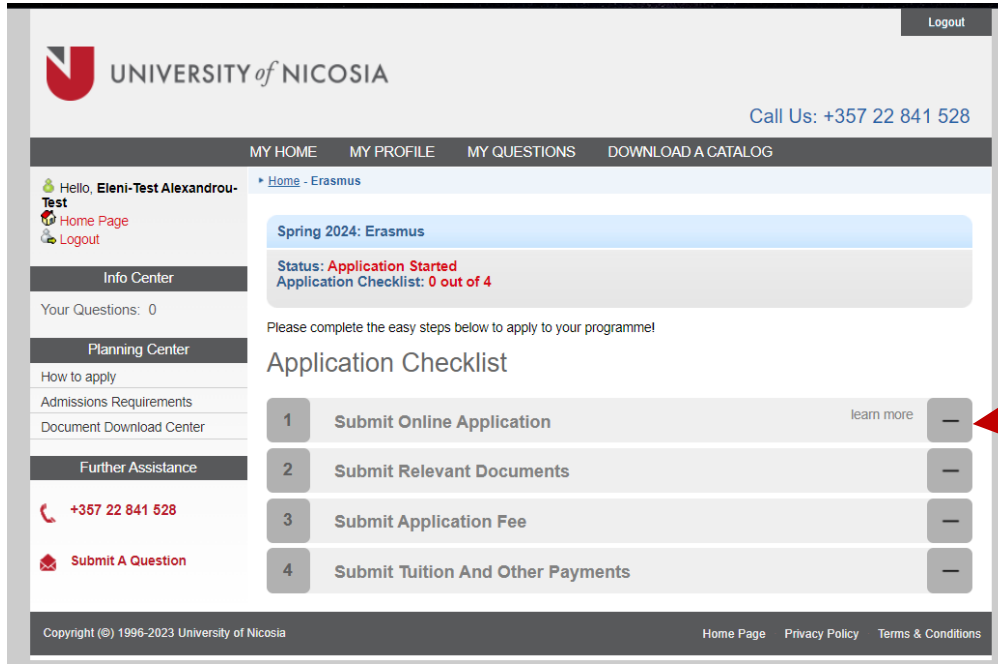 Logout
UNIVERSITY of NICOSIA
Call Us: +357 22 841 528
MY HOME MY PROFILE MY QUESTIONS DOWNLOAD A CATALOG
Hello, Eleni-Test Alexandrou-
Test
Home Page
Logout
Info Center
Your Questions: 0
Planning Center
How to apply
Admissions Requirements
Document Download Center
Further Assistance
+357 22 841 528
Submit A Question
Home - Erasmus
Spring 2024: Erasmus
Status: Application Started
Application Checklist: 0 out of 4
Please complete the easy steps below to apply to your programme!
Application Checklist
1 Submit Online Application learn more
2 Submit Relevant Documents
3 Submit Application Fee
4 Submit Tuition And Other Payments
Copyright (©) 1996-2023 University of Nicosia Home Page Privacy Policy Terms & Conditions